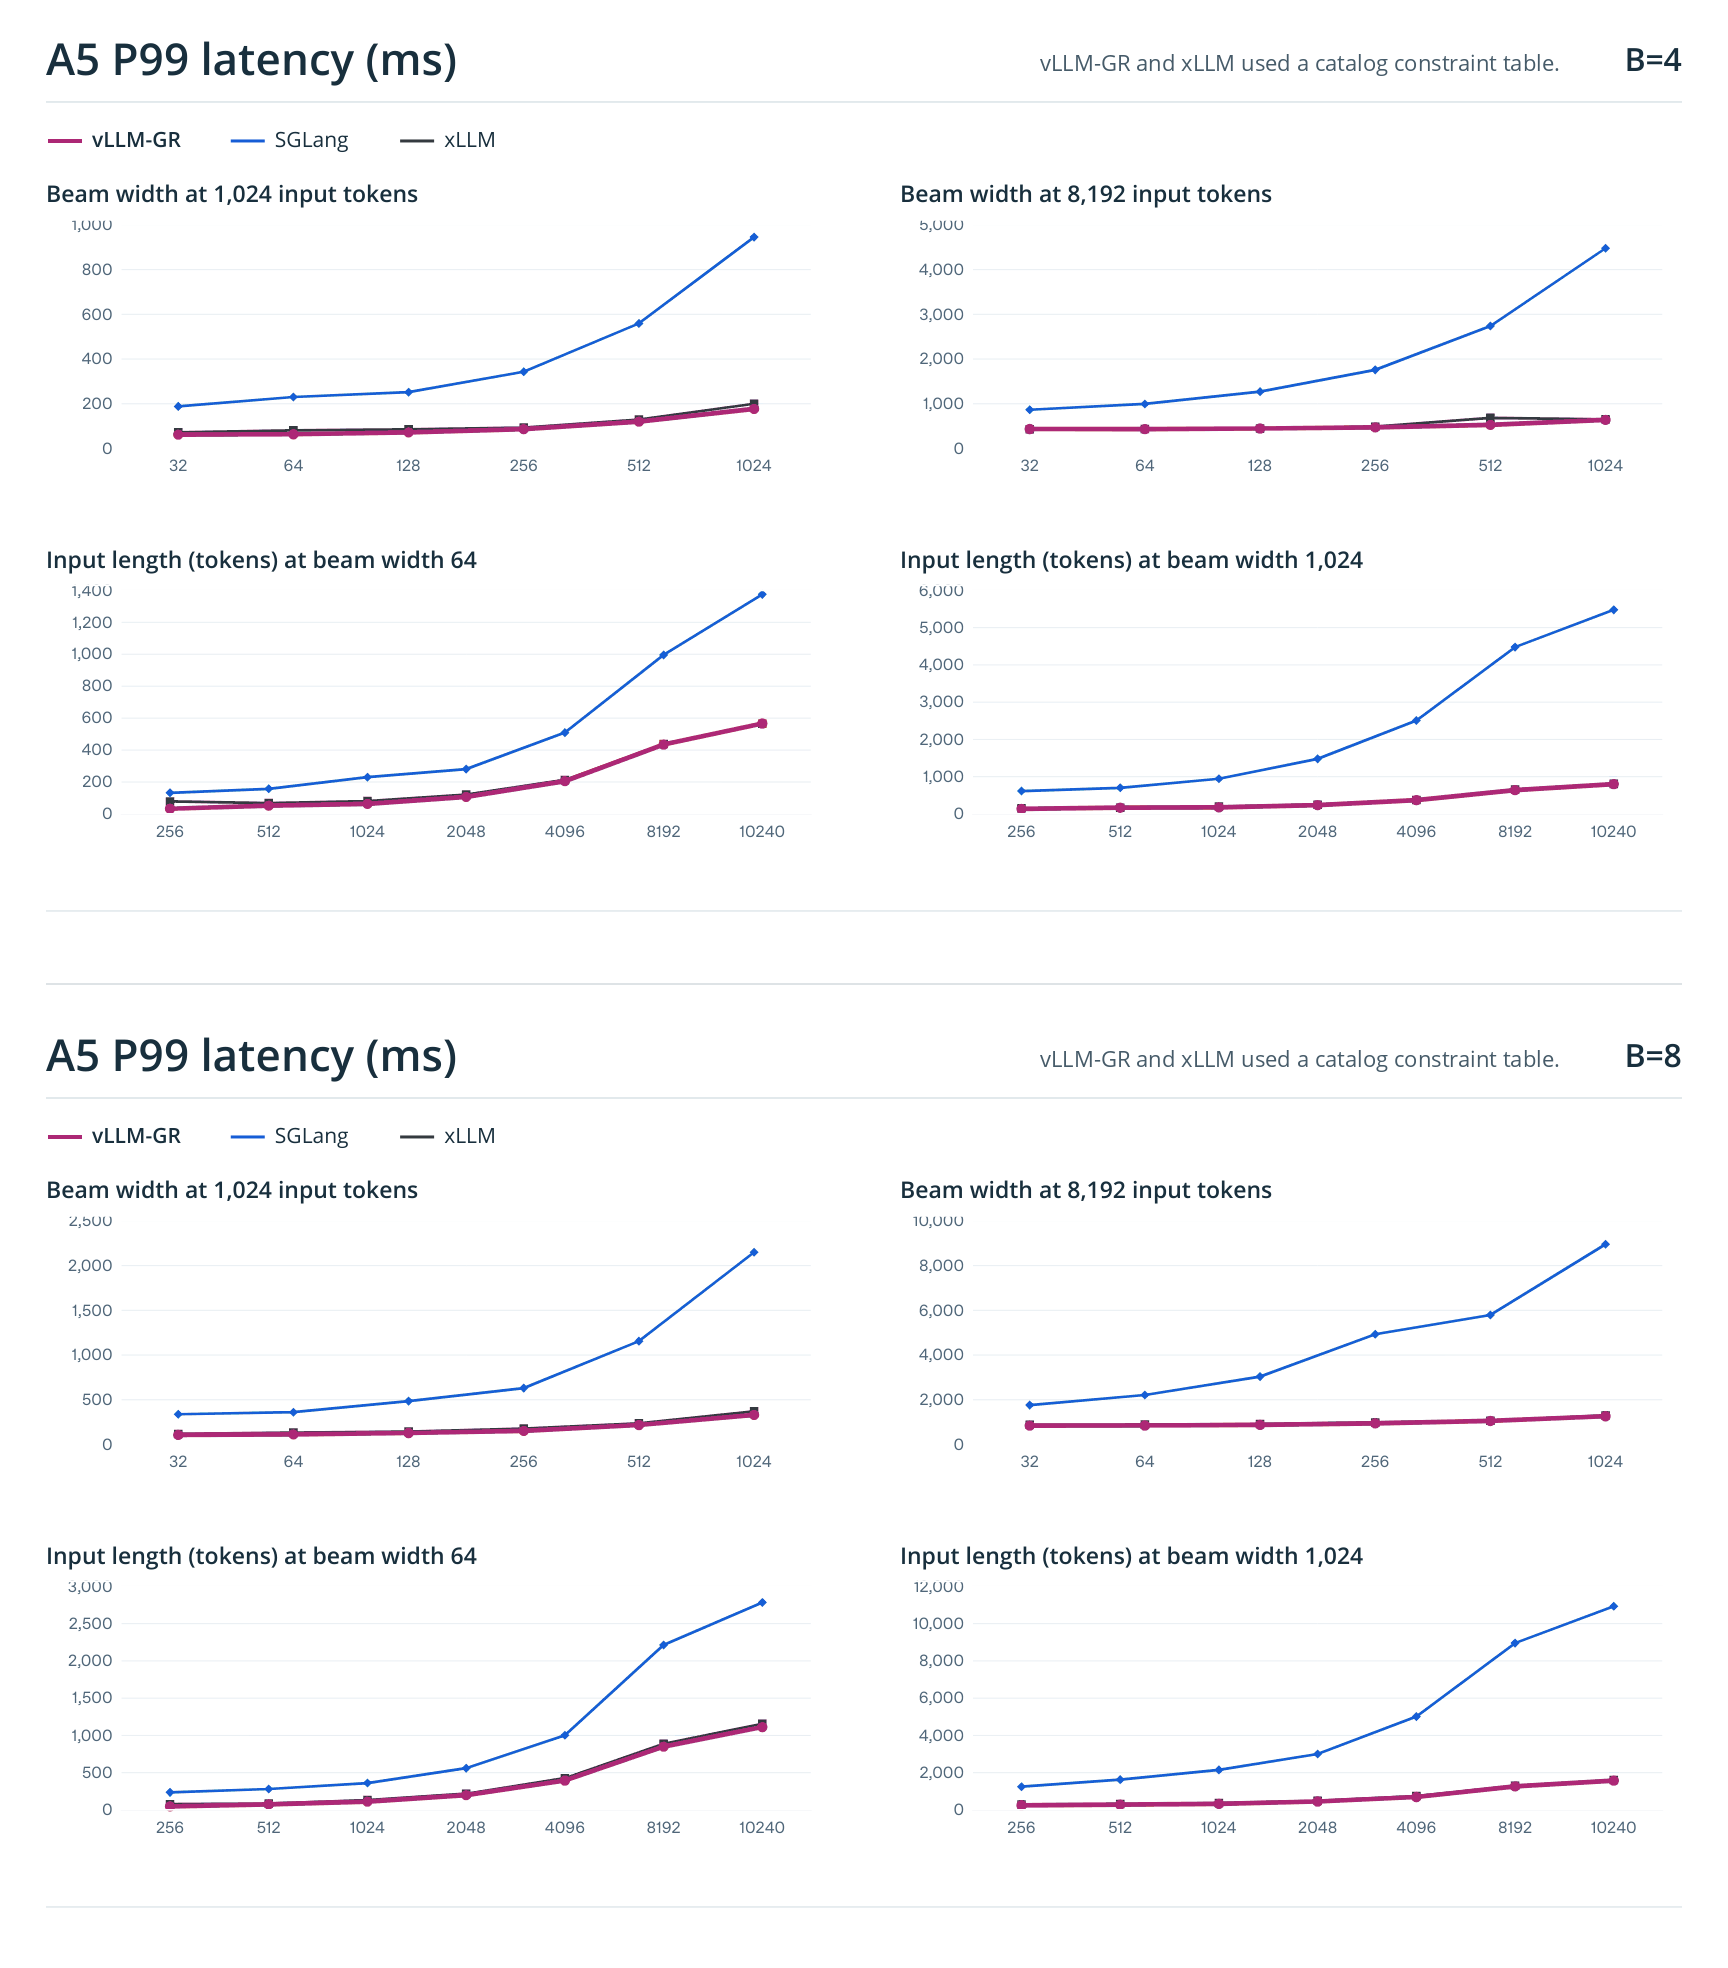 A5 P99 latency (ms)
vLLM-GR and xLLM used a catalog constraint table.
B=4
vLLM-GR SGLang xLLM
Beam width at 1,024 input tokens
1,000
800
600
400
200
0
32 64 128 256 512 1024
Beam width at 8,192 input tokens
5,000
4,000
3,000
2,000
1,000
0
32 64 128 256 512 1024
Input length (tokens) at beam width 64
1,400
1,200
1,000
800
600
400
200
0
256 512 1024 2048 4096 8192 10240
Input length (tokens) at beam width 1,024
6,000
5,000
4,000
3,000
2,000
1,000
0
256 512 1024 2048 4096 8192 10240
A5 P99 latency (ms)
vLLM-GR and xLLM used a catalog constraint table.
B=8
vLLM-GR SGLang xLLM
Beam width at 1,024 input tokens
2,500
2,000
1,500
1,000
500
0
32 64 128 256 512 1024
Beam width at 8,192 input tokens
10,000
8,000
6,000
4,000
2,000
0
32 64 128 256 512 1024
Input length (tokens) at beam width 64
3,000
2,500
2,000
1,500
1,000
500
0
256 512 1024 2048 4096 8192 10240
Input length (tokens) at beam width 1,024
12,000
10,000
8,000
6,000
4,000
2,000
0
256 512 1024 2048 4096 8192 10240